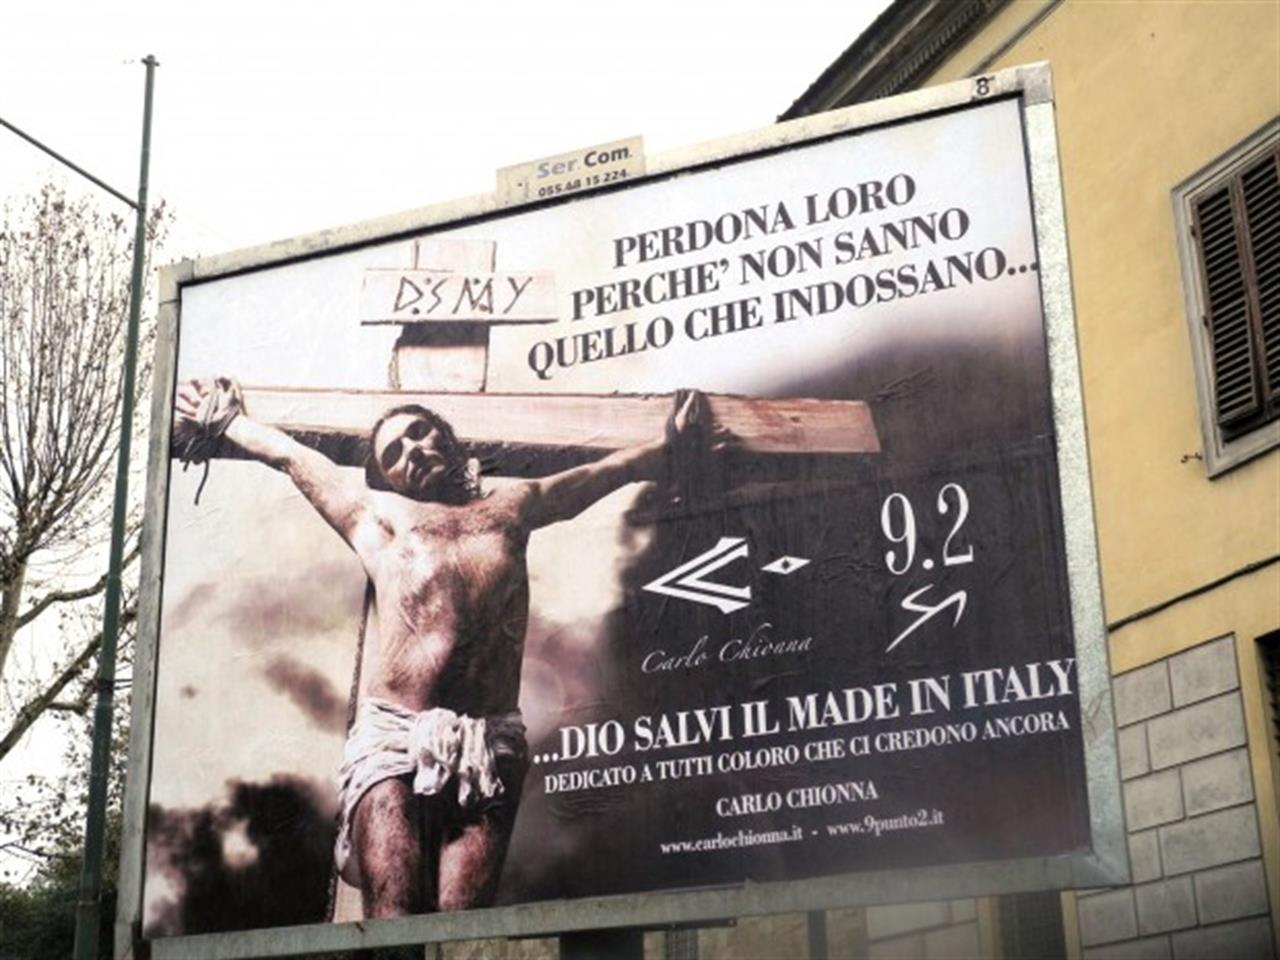 8
Ser. Com.
055.48 15 224.
PERDONA LORO
PERCHE' NON SANNO
QUELLO CHE INDOSSANO...
9.2
Carlo Chionna
...DIO SALVI IL MADE IN ITALY
DEDICATO A TUTTI COLORO CHE CI CREDONO ANCORA
CARLO CHIONNA
www.carlochionna.it - www.9punto2.it